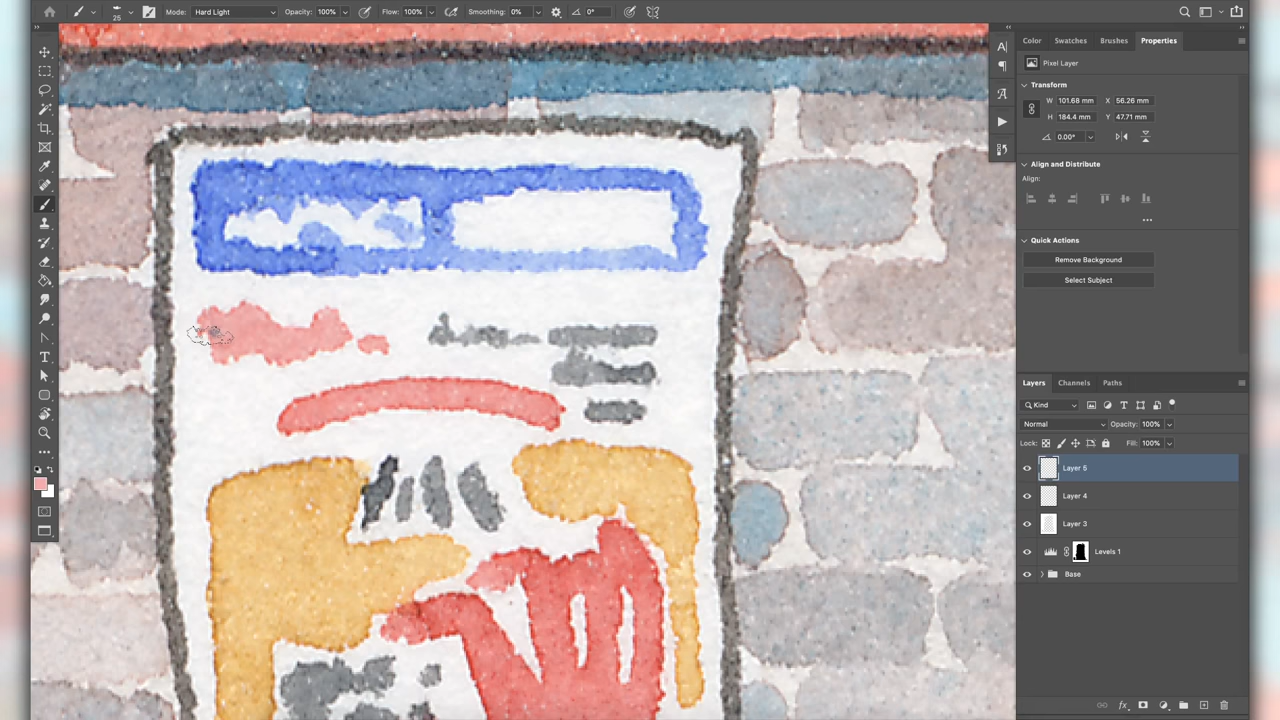 25 Mode: Hard Light Opacity: 100% Flow: 100% Smoothing: 0% 0°
Color Swatches Brushes Properties
Pixel Layer
Transform
W 101.68 mm X 56.26 mm
H 184.4 mm Y 47.71 mm
0.00°
Align and Distribute
Align:
Quick Actions
Remove Background
Select Subject
Layers Channels Paths
Kind
Normal Opacity: 100%
Lock: Fill: 100%
Layer 5
Layer 4
Layer 3
Levels 1
Base